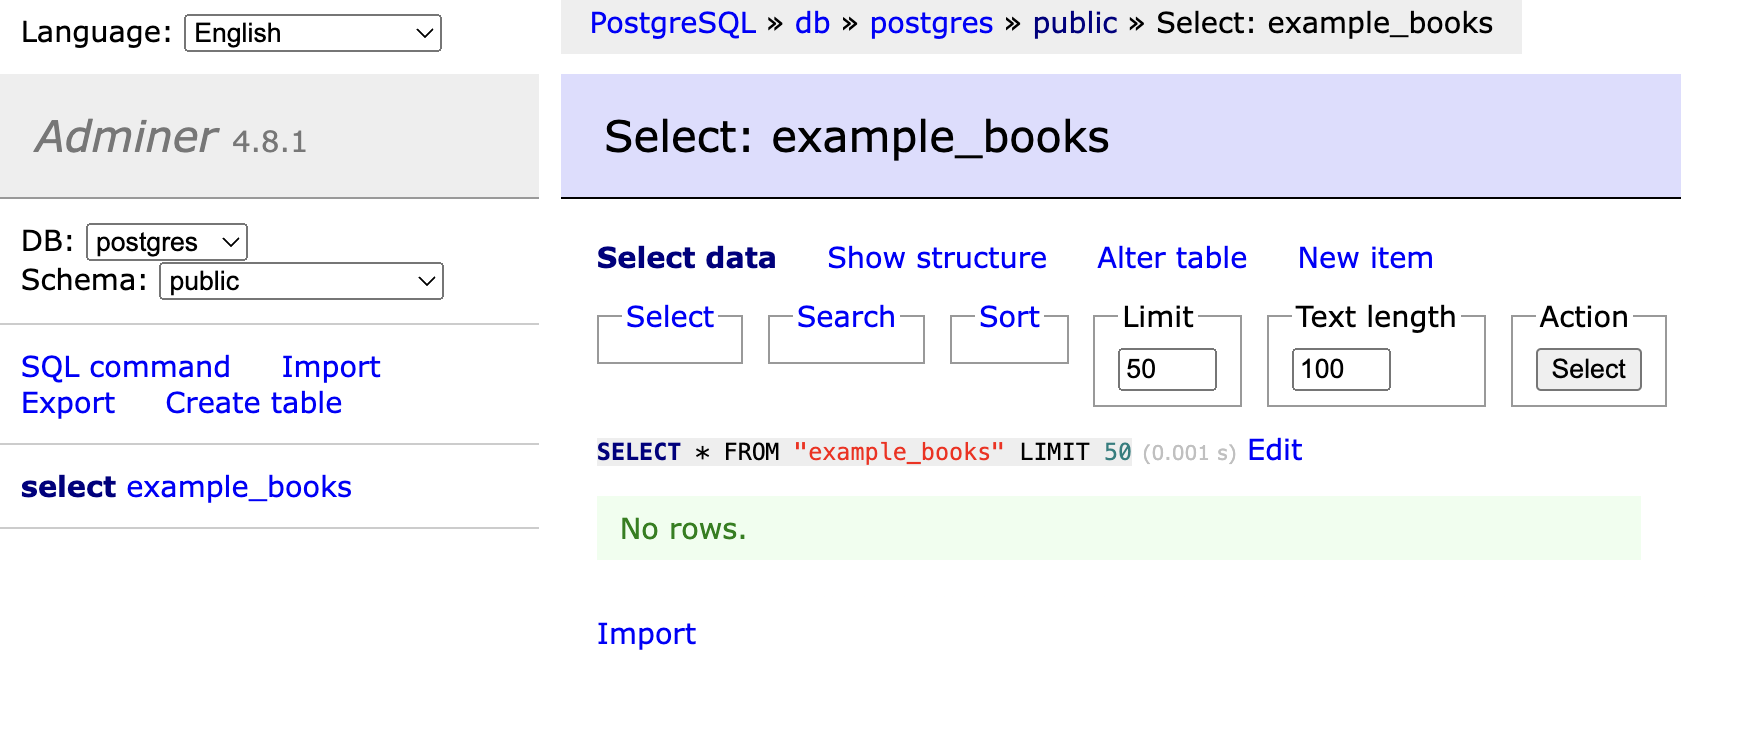 Language: English
PostgreSQL » db » postgres » public » Select: example_books
Adminer 4.8.1
Select: example_books
DB: postgres
Schema: public
SQL command Import
Export Create table
select example_books
Select data Show structure Alter table New item
Select Search Sort Limit Text length Action
50 100 Select
SELECT * FROM "example_books" LIMIT 50 (0.001 s) Edit
No rows.
Import